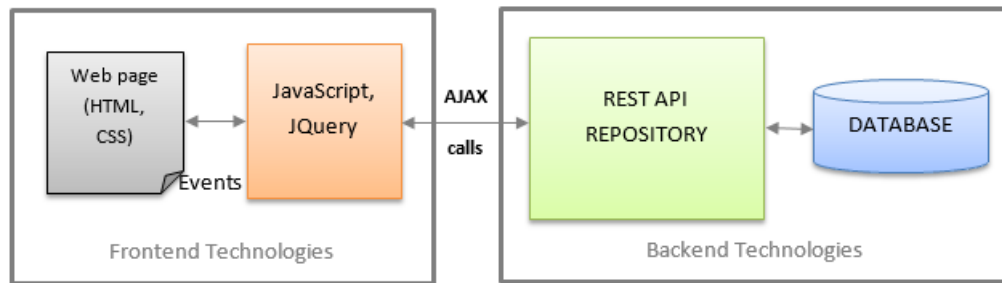 Web page
(HTML,
CSS)
Events
JavaScript,
JQuery
Frontend Technologies
AJAX
calls
REST API
REPOSITORY
DATABASE
Backend Technologies